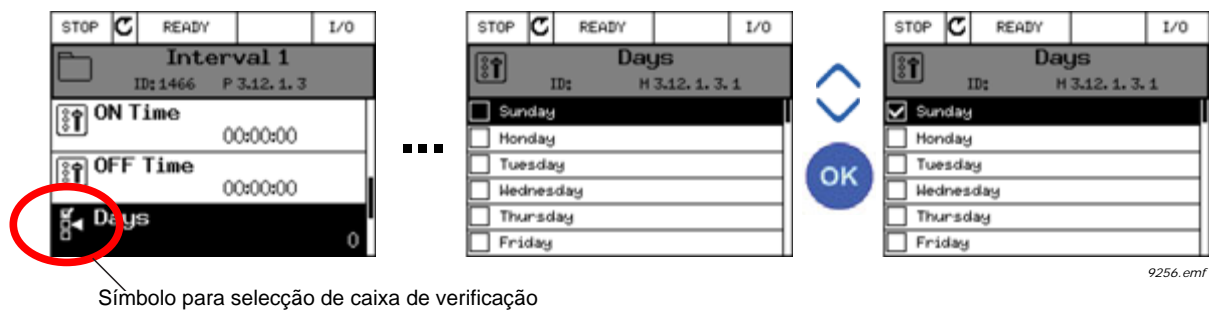 STOP READY I/O
Interval 1
ID:1466 P 3.12.1.3
ON Time
00:00:00
OFF Time
00:00:00
Days
0
...
STOP READY I/O
Days
ID: M 3.12.1.3.1
Sunday
Monday
Tuesday
Wednesday
Thursday
Friday
OK
STOP READY I/O
Days
ID: M 3.12.1.3.1
Sunday
Monday
Tuesday
Wednesday
Thursday
Friday
9256.emf
Símbolo para selecção de caixa de verificação